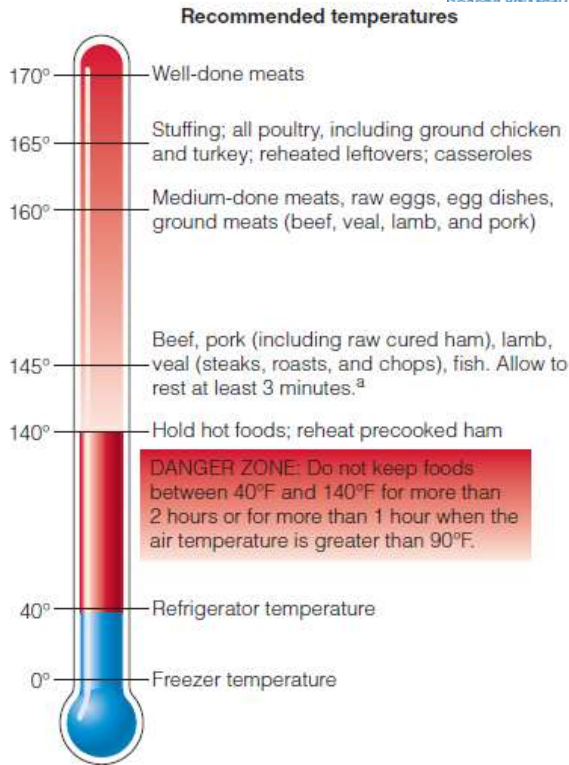 Recommended temperatures
170°
Well-done meats
165°
Stuffing; all poultry, including ground chicken
and turkey; reheated leftovers; casseroles
160°
Medium-done meats, raw eggs, egg dishes,
ground meats (beef, veal, lamb, and pork)
145°
Beef, pork (including raw cured ham), lamb,
veal (steaks, roasts, and chops), fish. Allow to
rest at least 3 minutes.ª
140°
Hold hot foods; reheat precooked ham
DANGER ZONE: Do not keep foods
between 40°F and 140°F for more than
2 hours or for more than 1 hour when the
air temperature is greater than 90°F.
40°
Refrigerator temperature
0°
Freezer temperature